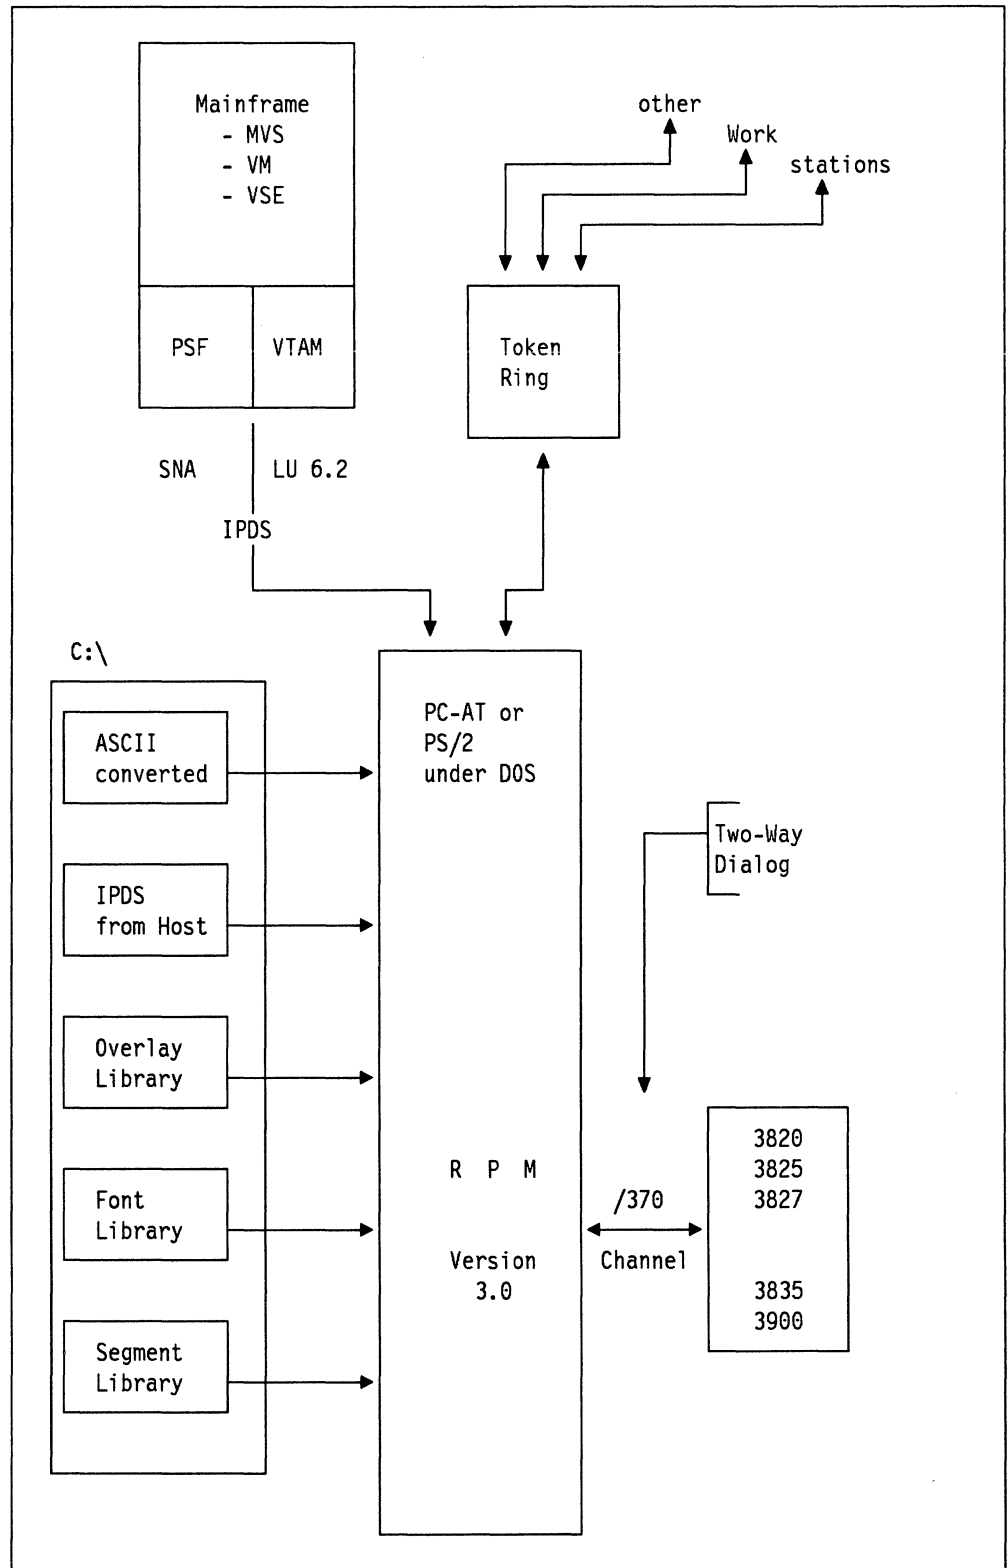 Mainframe
- MVS
- VM
- VSE
PSF
VTAM
SNA
LU 6.2
IPDS
other
Work
stations
Token
Ring
C:\
ASCII
converted
IPDS
from Host
Overlay
Library
Font
Library
Segment
Library
PC-AT or
PS/2
under DOS
R P M
Version
3.0
Two-Way
Dialog
/370
Channel
3820
3825
3827
3835
3900